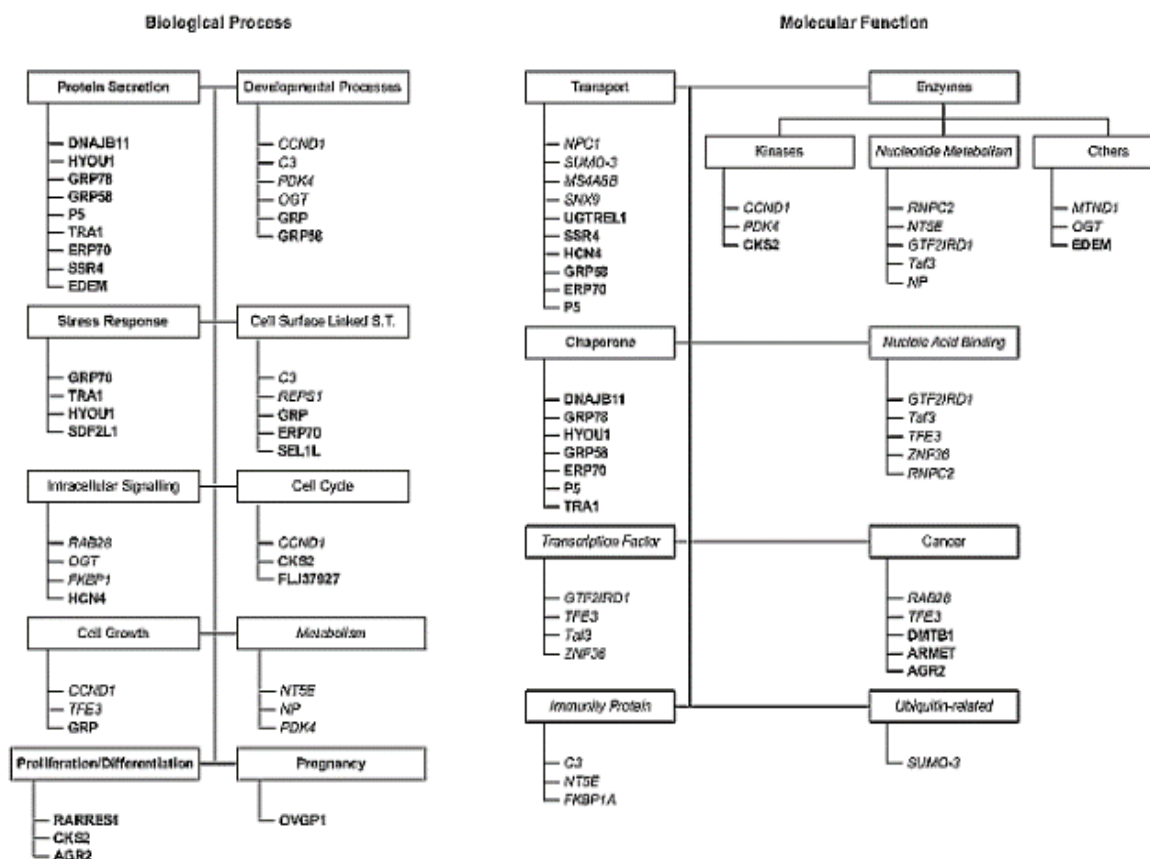 Biological Process
Molecular Function
Protein Secretion
DNAJB11
HYOU1
GRP78
GRP58
P5
TRA1
ERP70
SSR4
EDEM
Developmental Processes
CCND1
C3
PDK4
OGT
GRP
GRP58
Stress Response
GRP70
TRA1
HYOU1
SDF2L1
Cell Surface Linked S.T.
C3
REPS1
GRP
ERP70
SEL1L
Intracellular Signalling
RAB28
OGT
FKBP1
HCN4
Cell Cycle
CCND1
CKS2
FLJ37927
Cell Growth
CCND1
TFE3
GRP
Metabolism
NT5E
NP
PDK4
Proliferation/Differentiation
CKS2
AGR2
Pregnancy
OVGP1
Transport
NPC1
SUMO-3
SNX9
UGTREL1
SSR4
HCN4
GRP58
ERP70
P5
Enzymes
Kinases
CCND1
PDK4
CKS2
Nucleotide Metabolism
RNPC2
NT5E
GTF2IRD1
Taf3
NP
Others
MTND1
OGT
EDEM
Chaperone
DNAJB11
GRP78
HYOU1
GRP58
ERP70
P5
TRA1
Nucleic Acid Binding
GTF2IRD1
Taf3
TFE3
ZNF36
RNPC2
Transcription Factor
GTF2IRD1
TFE3
Taf3
ZNF36
Cancer
RAB28
TFE3
DMTB1
ARMET
AGR2
Immunity Protein
C3
NT5E
FKBP1A
Ubiquitin-related
SUMO-3